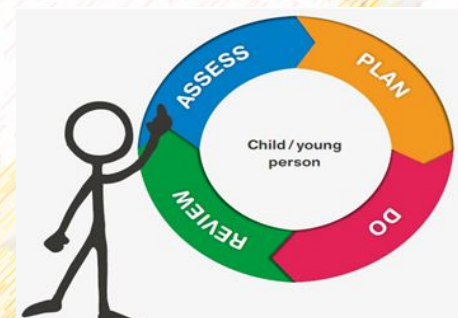 ASSESS
PLAN
Child / young
person
REVIEW
DO